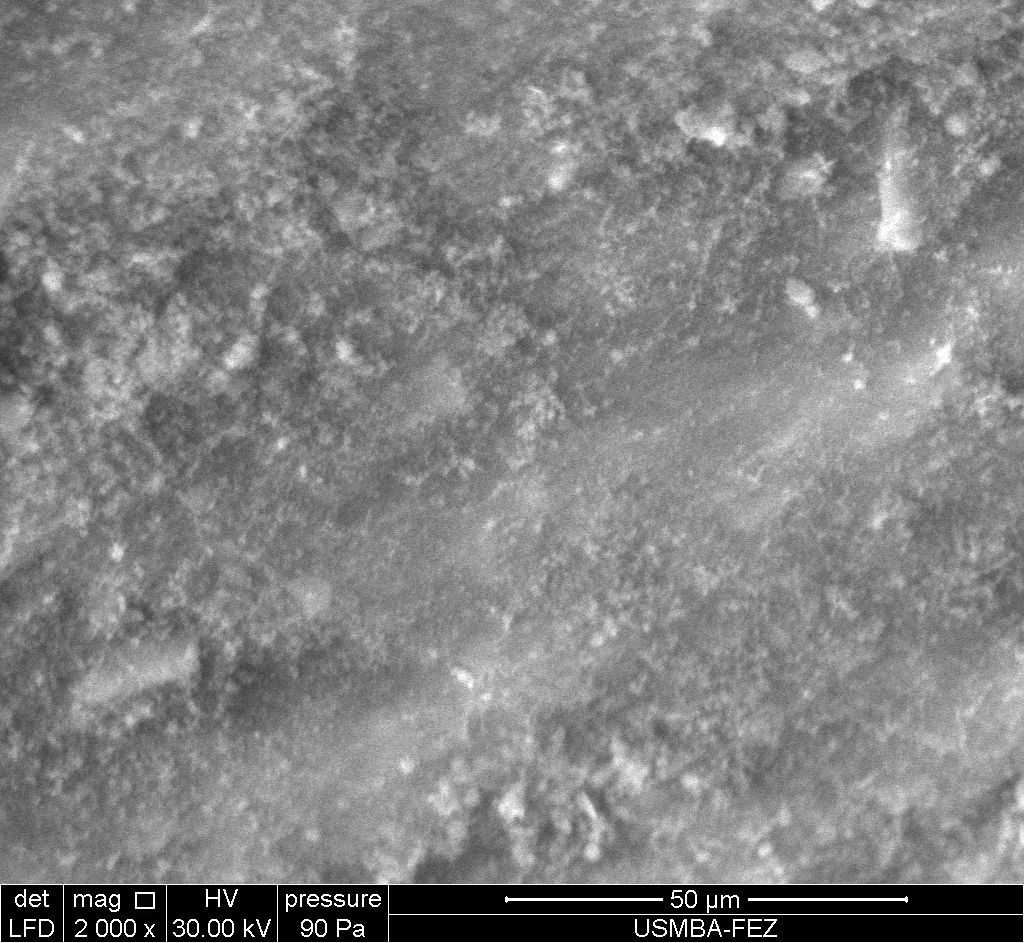 det mag HV pressure 50 µm
LFD 2 000 x 30.00 kV 90 Pa USMBA-FEZ